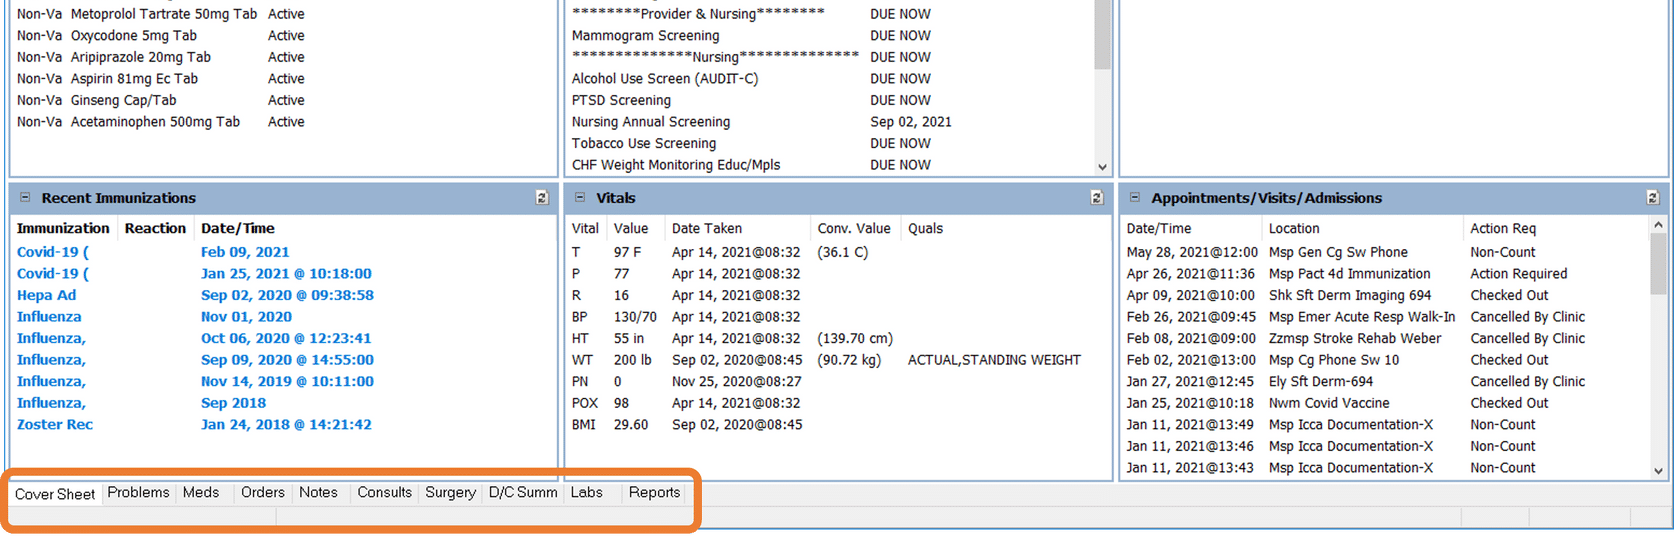 Non-Va Metoprolol Tartrate 50mg Tab Active
Non-Va Oxycodone 5mg Tab Active
Non-Va Aripiprazole 20mg Tab Active
Non-Va Aspirin 81mg Ec Tab Active
Non-Va Ginseng Cap/Tab Active
Non-Va Acetaminophen 500mg Tab Active
********Provider & Nursing******** DUE NOW
Mammogram Screening DUE NOW
**************Nursing************** DUE NOW
Alcohol Use Screen (AUDIT-C) DUE NOW
PTSD Screening DUE NOW
Nursing Annual Screening Sep 02, 2021
Tobacco Use Screening DUE NOW
CHF Weight Monitoring Educ/Mpls DUE NOW
Recent Immunizations
Immunization Reaction Date/Time
Covid-19 ( Feb 09, 2021
Covid-19 ( Jan 25, 2021 @ 10:18:00
Hepa Ad Sep 02, 2020 @ 09:38:58
Influenza Nov 01, 2020
Influenza, Oct 06, 2020 @ 12:23:41
Influenza, Sep 09, 2020 @ 14:55:00
Influenza, Nov 14, 2019 @ 10:11:00
Influenza, Sep 2018
Zoster Rec Jan 24, 2018 @ 14:21:42
Vitals
Vital Value Date Taken Conv. Value Quals
T 97 F Apr 14, 2021@08:32 (36.1 C)
P 77 Apr 14, 2021@08:32
R 16 Apr 14, 2021@08:32
BP 130/70 Apr 14, 2021@08:32
HT 55 in Apr 14, 2021@08:32 (139.70 cm)
WT 200 lb Sep 02, 2020@08:45 (90.72 kg) ACTUAL,STANDING WEIGHT
PN 0 Nov 25, 2020@08:27
POX 98 Apr 14, 2021@08:32
BMI 29.60 Sep 02, 2020@08:45
Appointments/Visits/Admissions
Date/Time Location Action Req
May 28, 2021@12:00 Msp Gen Cg Sw Phone Non-Count
Apr 26, 2021@11:36 Msp Pact 4d Immunization Action Required
Apr 09, 2021@10:00 Shk Sft Derm Imaging 694 Checked Out
Feb 26, 2021@09:45 Msp Emer Acute Resp Walk-In Cancelled By Clinic
Feb 08, 2021@09:00 Zzmsp Stroke Rehab Weber Cancelled By Clinic
Feb 02, 2021@13:00 Msp Cg Phone Sw 10 Checked Out
Jan 27, 2021@12:45 Ely Sft Derm-694 Cancelled By Clinic
Jan 25, 2021@10:18 Nwm Covid Vaccine Checked Out
Jan 11, 2021@13:49 Msp Icca Documentation-X Non-Count
Jan 11, 2021@13:46 Msp Icca Documentation-X Non-Count
Jan 11, 2021@13:43 Msp Icca Documentation-X Non-Count
Cover Sheet Problems Meds Orders Notes Consults Surgery D/C Summ Labs Reports